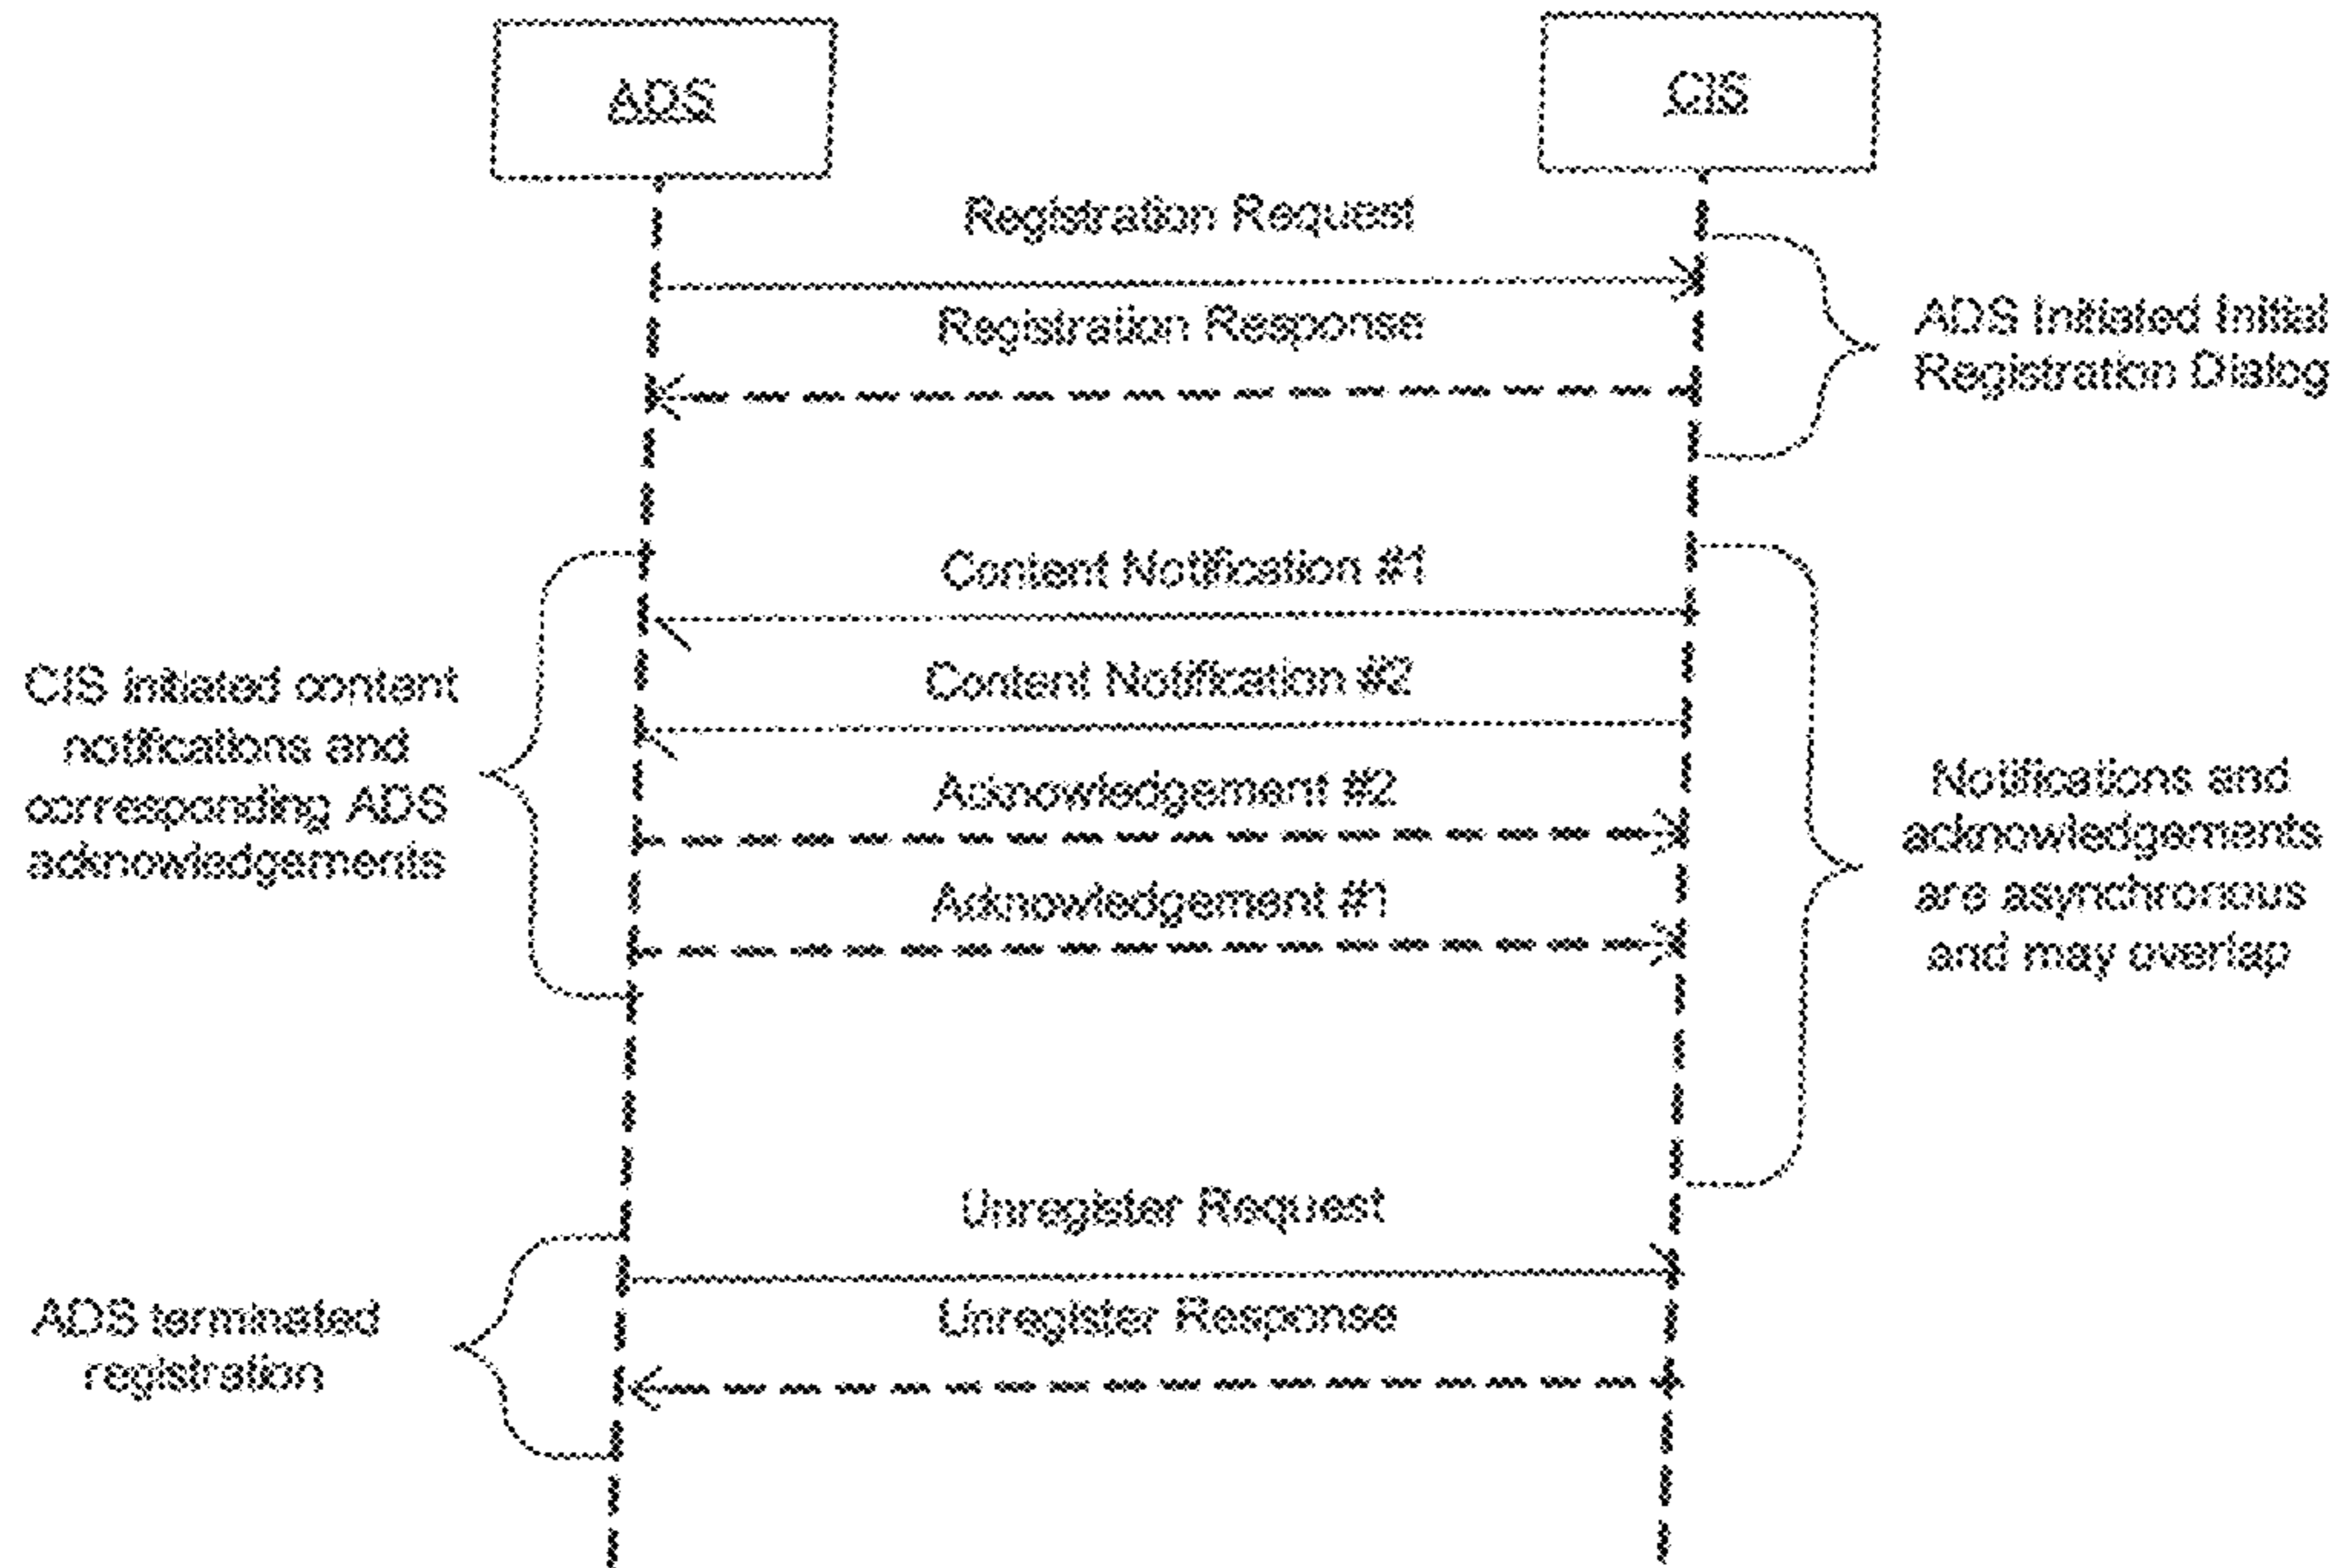 ADS
CIS
Registration Request
Registration Response
ADS Initiated Initial
Registration Dialog
Content Notification #1
Content Notification #2
CIS initiated content
notifications and
corresponding ADS
acknowledgements
Acknowledgement #2
Acknowledgement #1
Notifications and
acknowledgements
are asynchronous
and may overlap
Unregister Request
Unregister Response
ADS terminated
registration